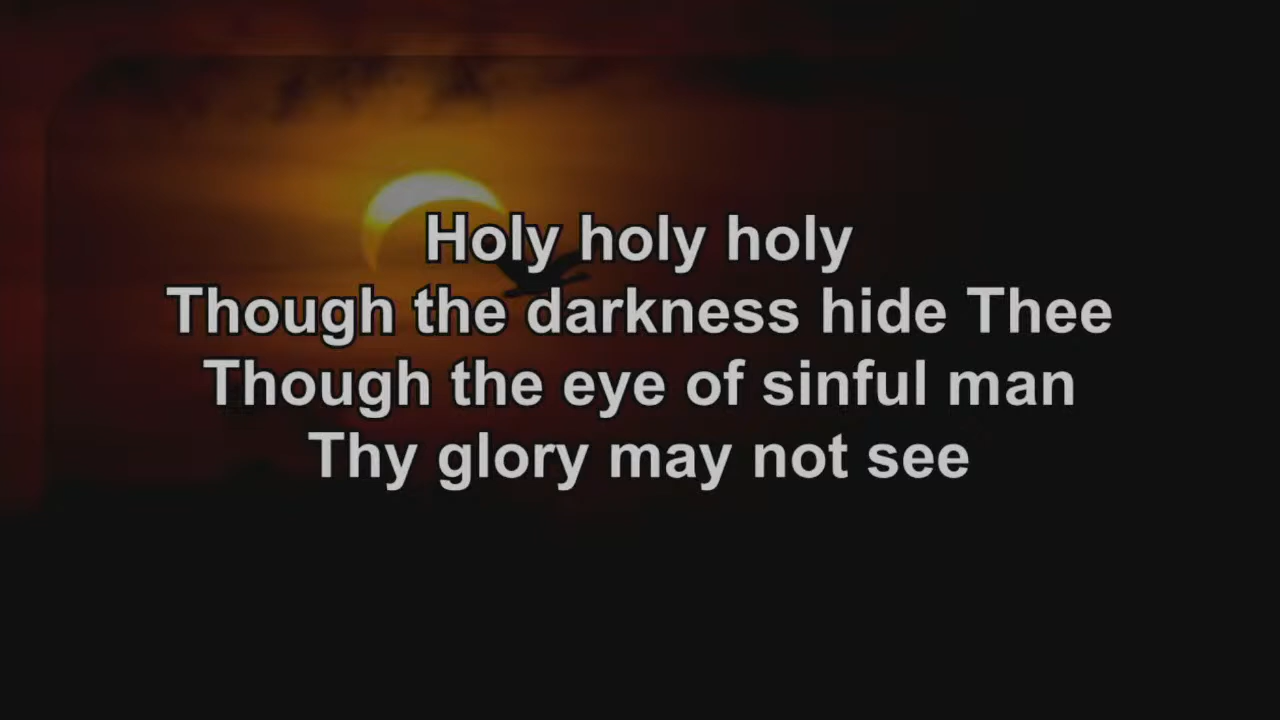 Holy holy holy
Though the darkness hide Thee
Though the eye of sinful man
Thy glory may not see